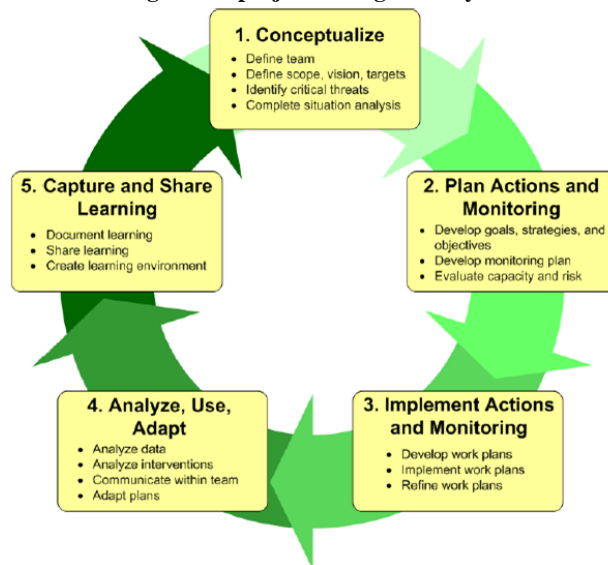 1. Conceptualize
• Define team
• Define scope, vision, targets
• Identify critical threats
• Complete situation analysis
2. Plan Actions and
Monitoring
• Develop goals, strategies, and
objectives
• Develop monitoring plan
• Evaluate capacity and risk
3. Implement Actions
and Monitoring
• Develop work plans
• Implement work plans
• Refine work plans
4. Analyze, Use,
Adapt
• Analyze data
• Analyze interventions
• Communicate within team
• Adapt plans
5. Capture and Share
Learning
• Document learning
• Share learning
• Create learning environment